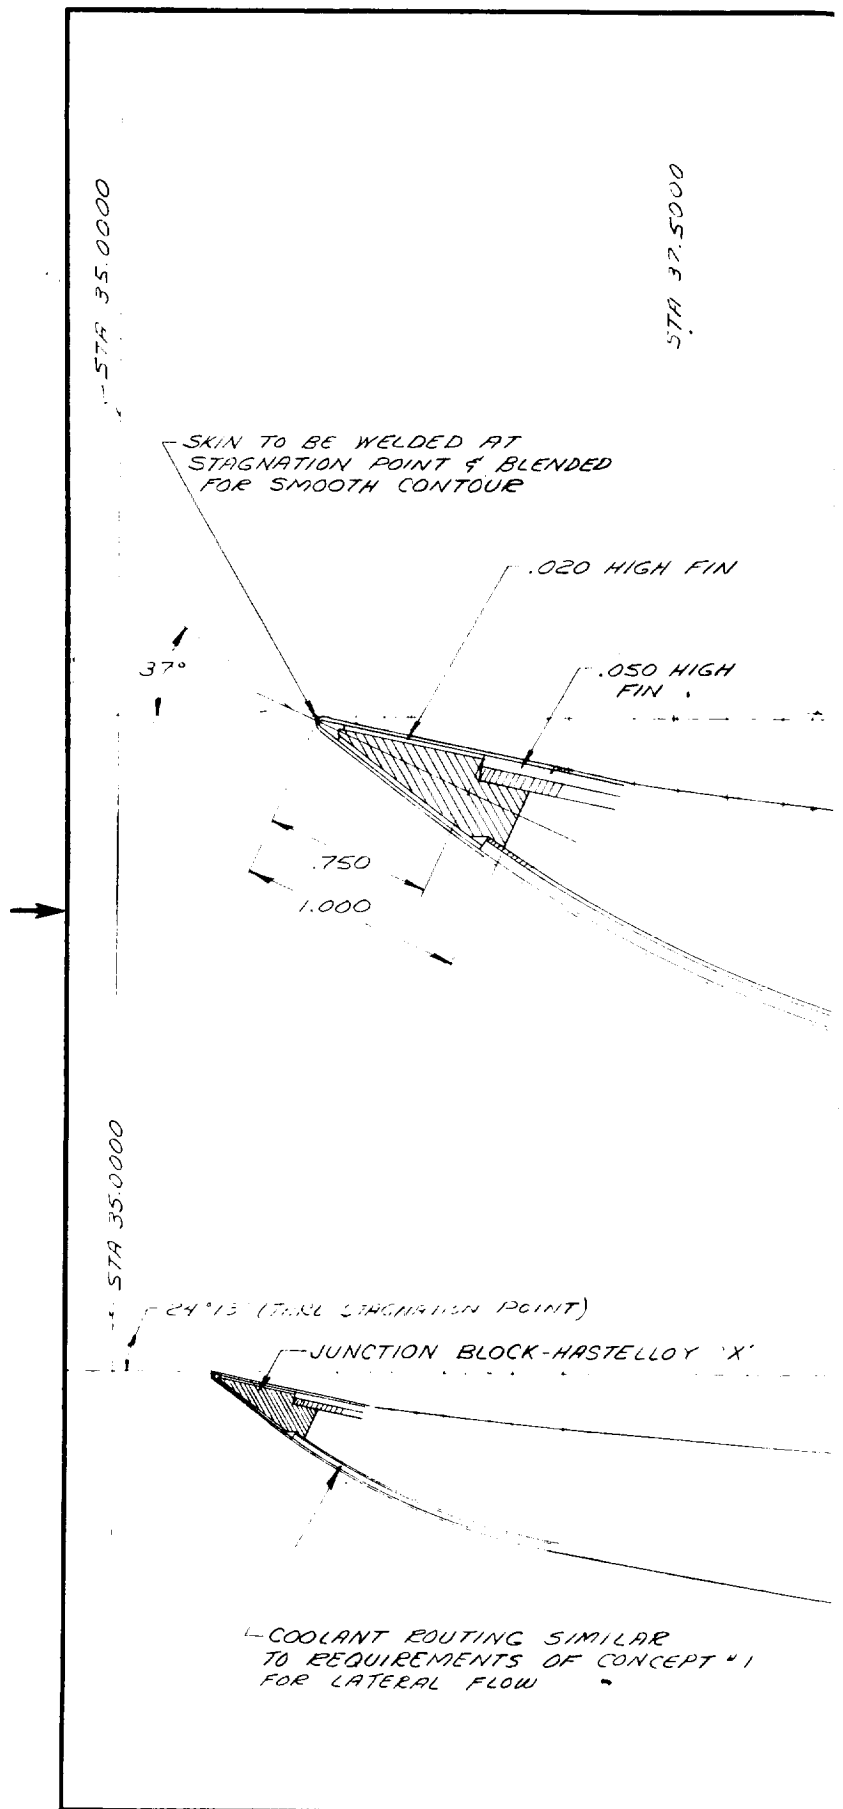 STA 35.0000
STA 37.5000
SKIN TO BE WELDED AT
STAGNATION POINT & BLENDED
FOR SMOOTH CONTOUR
.020 HIGH FIN
37°
.050 HIGH
FIN
.750
1.000
STA 35.0000
24°13' (THRU STAGNATION POINT)
JUNCTION BLOCK-HASTELLOY 'X'
COOLANT ROUTING SIMILAR
TO REQUIREMENTS OF CONCEPT #1
FOR LATERAL FLOW